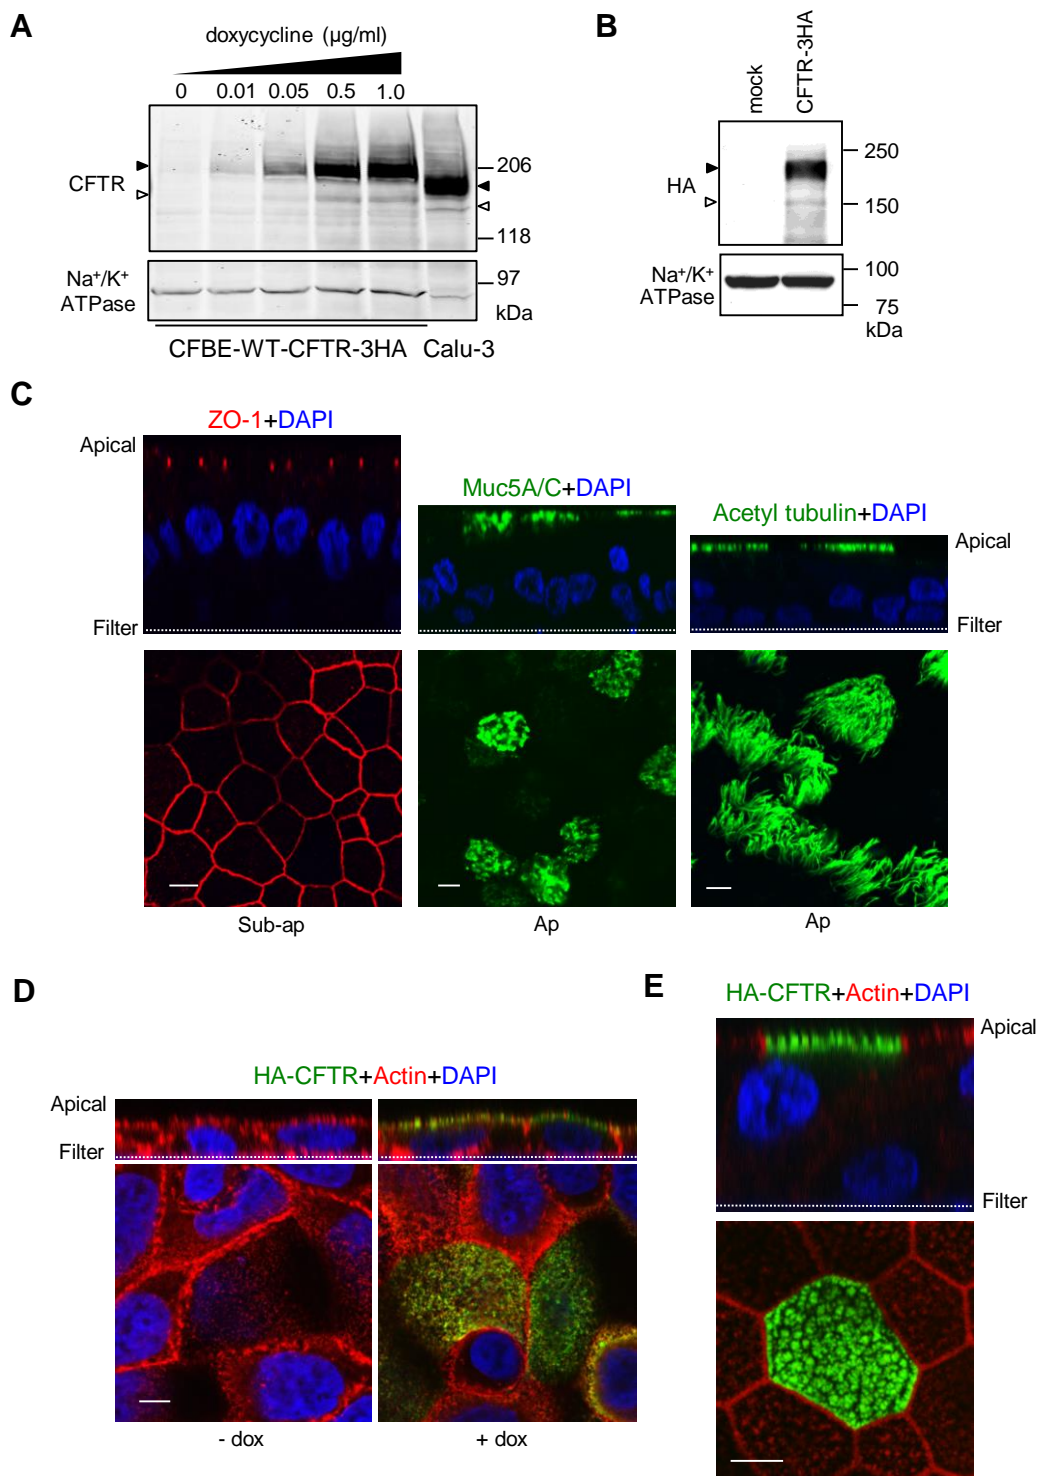 A
doxycycline (µg/ml)
0 0.01 0.05 0.5 1.0
CFTR
206
118
Na⁺/K⁺
ATPase
97
kDa
CFBE-WT-CFTR-3HA Calu-3
B
mock
CFTR-3HA
HA
250
150
Na⁺/K⁺
ATPase
100
75
kDa
C
ZO-1+DAPI
Apical
Filter
Muc5A/C+DAPI
Acetyl tubulin+DAPI
Apical
Filter
Sub-ap
Ap
Ap
D
HA-CFTR+Actin+DAPI
Apical
Filter
- dox
+ dox
E
HA-CFTR+Actin+DAPI
Apical
Filter